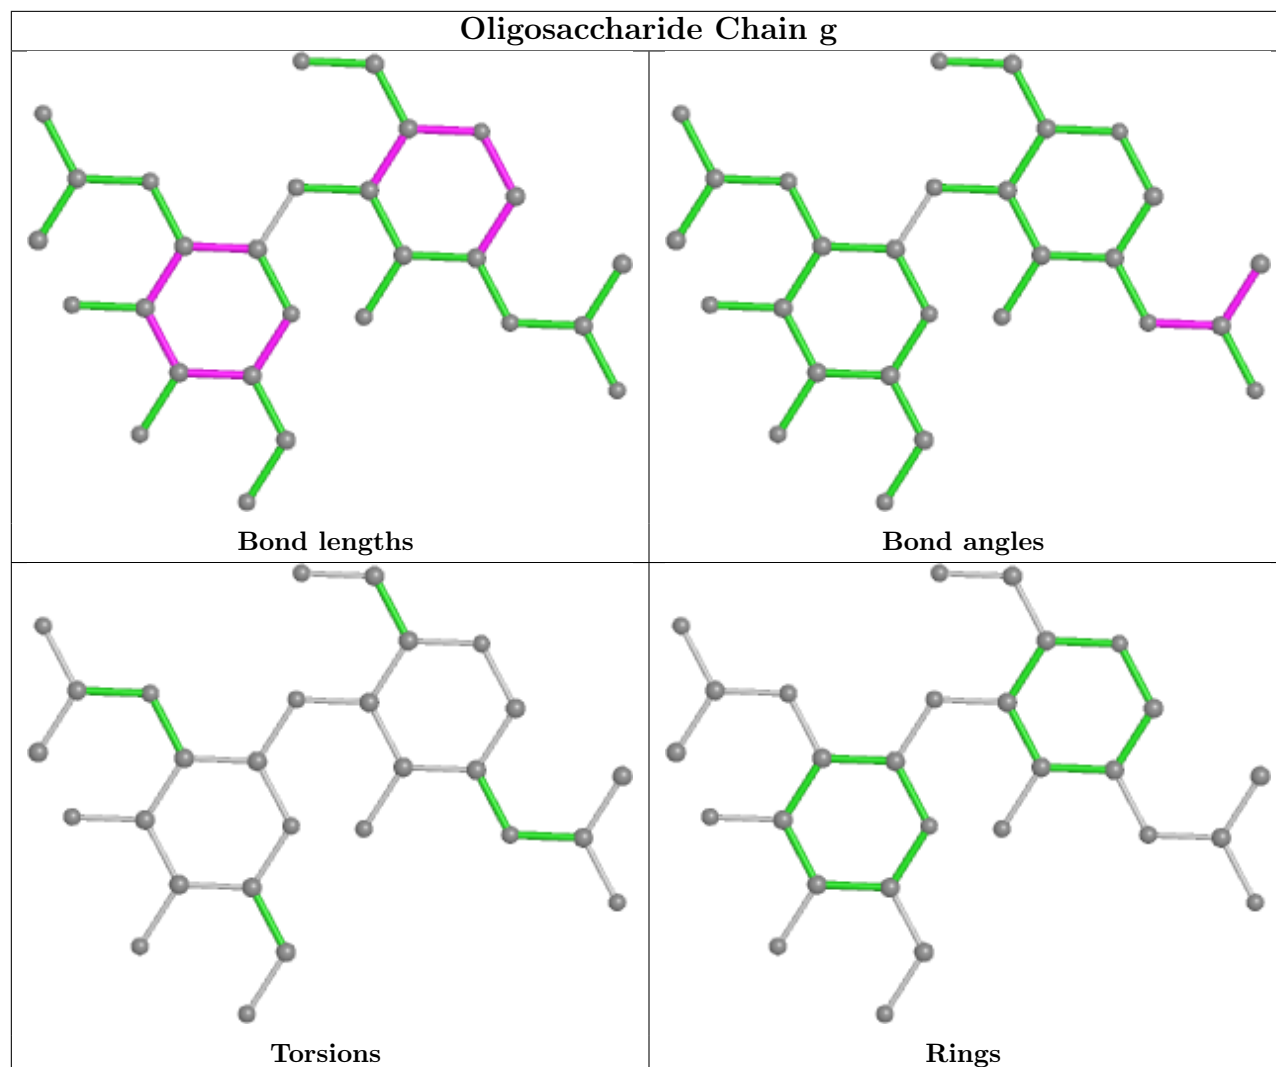 Oligosaccharide Chain g
Bond lengths
Bond angles
Torsions
Rings